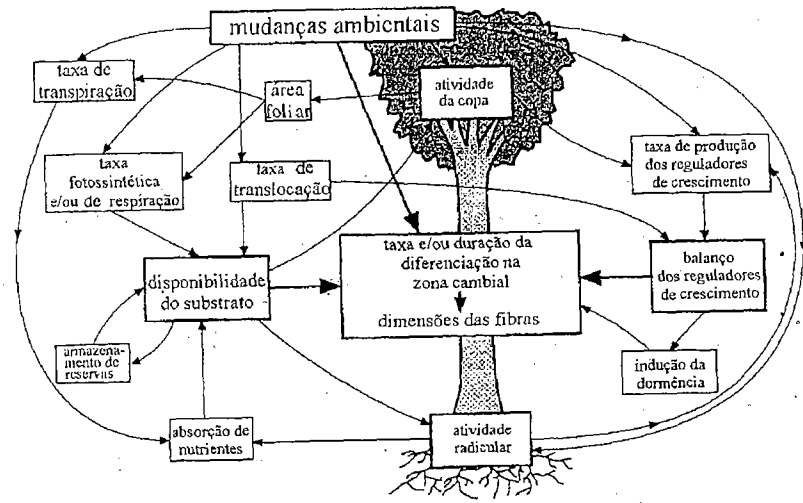 mudanças ambientais
taxa de
transpiração
área
foliar
atividade
da copa
taxa de produção
dos reguladores
de crescimento
taxa
fotossintética
e/ou de respiração
taxa de
translocação
taxa e/ou duração da
diferenciação na
zona cambial
dimensões das fibras
balanço
dos reguladores
de crescimento
disponibilidade
do substrato
armazena-
mento de
reservas
indução da
dormência
absorção de
nutrientes
atividade
radicular